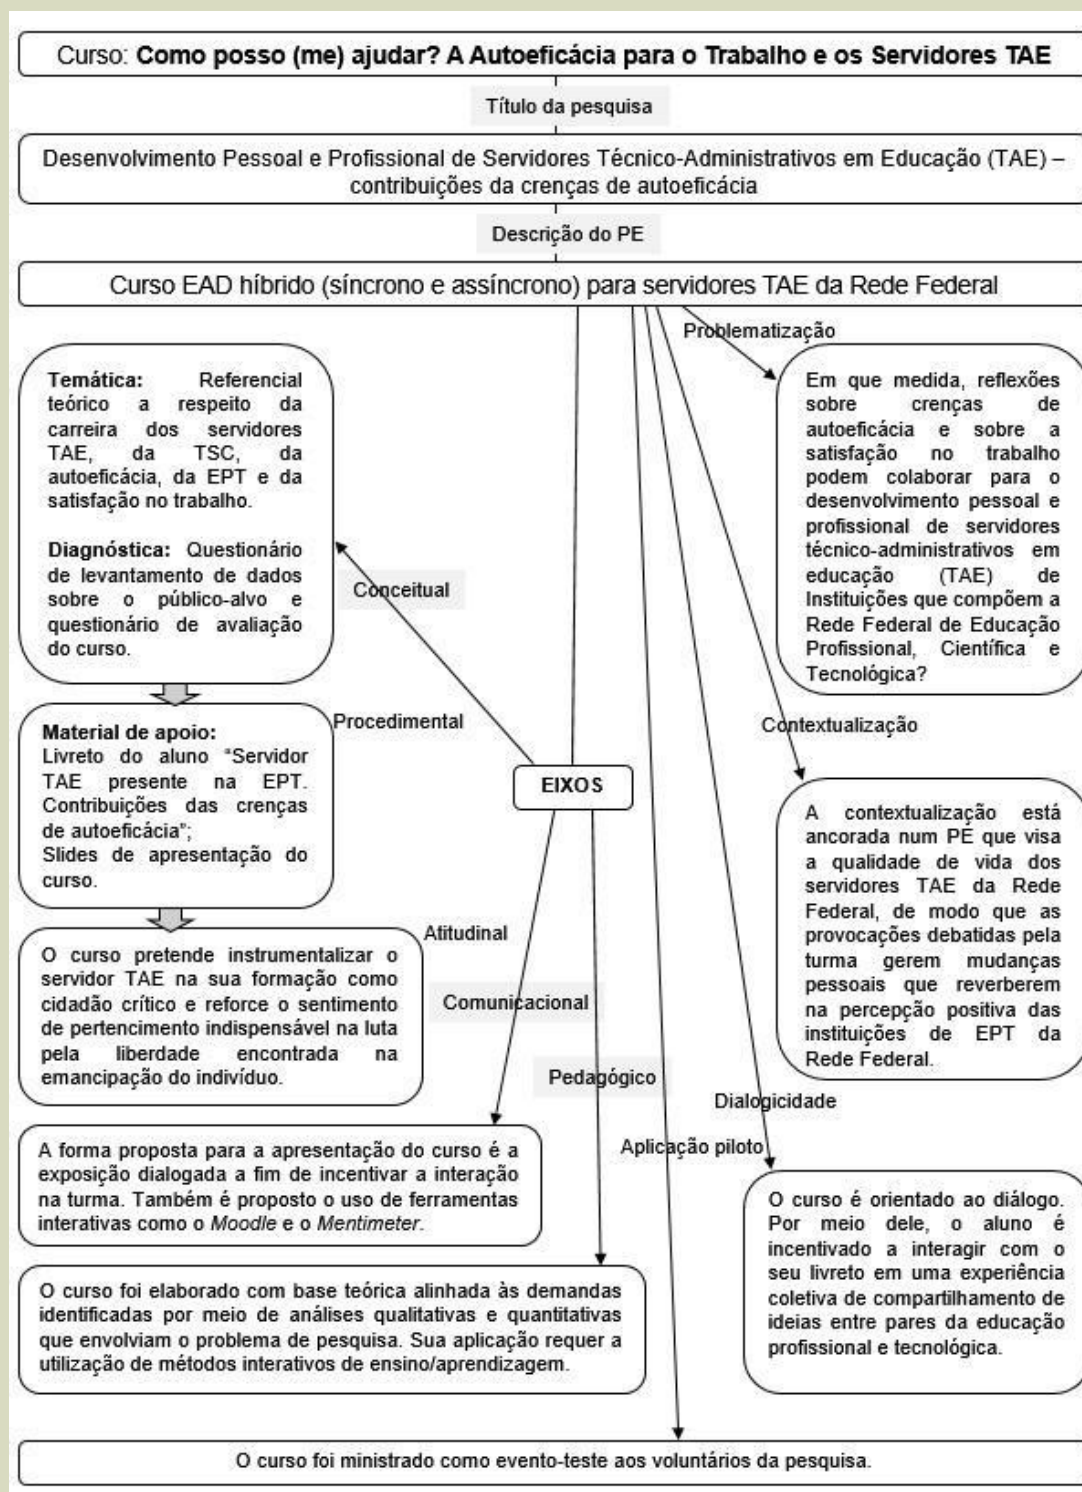 Curso: Como posso (me) ajudar? A Autoeficácia para o Trabalho e os Servidores TAE
Título da pesquisa
Desenvolvimento Pessoal e Profissional de Servidores Técnico-Administrativos em Educação (TAE) –
contribuições da crenças de autoeficácia
Descrição do PE
Curso EAD híbrido (síncrono e assíncrono) para servidores TAE da Rede Federal
Problematização
Temática: Referencial
teórico a respeito da
carreira dos servidores
TAE, da TSC, da
autoeficácia, da EPT e da
satisfação no trabalho.
Diagnóstica: Questionário
de levantamento de dados
sobre o público-alvo e
questionário de avaliação
do curso.
Em que medida, reflexões
sobre crenças de
autoeficácia e sobre a
satisfação no trabalho
podem colaborar para o
desenvolvimento pessoal e
profissional de servidores
técnico-administrativos em
educação (TAE) de
Instituições que compõem a
Rede Federal de Educação
Profissional, Científica e
Tecnológica?
Conceitual
Procedimental
Contextualização
Material de apoio:
Livreto do aluno “Servidor
TAE presente na EPT.
Contribuições das crenças
de autoeficácia”;
Slides de apresentação do
curso.
EIXOS
A contextualização está
ancorada num PE que visa
a qualidade de vida dos
servidores TAE da Rede
Federal, de modo que as
provocações debatidas pela
turma gerem mudanças
pessoais que reverberem
na percepção positiva das
instituições de EPT da
Rede Federal.
Atitudinal
O curso pretende instrumentalizar o
servidor TAE na sua formação como
cidadão crítico e reforce o sentimento
de pertencimento indispensável na luta
pela liberdade encontrada na
emancipação do indivíduo.
Comunicacional
Pedagógico
Dialogicidade
Aplicação piloto
A forma proposta para a apresentação do curso é a
exposição dialogada a fim de incentivar a interação
na turma. Também é proposto o uso de ferramentas
interativas como o Moodle e o Mentimeter.
O curso é orientado ao diálogo.
Por meio dele, o aluno é
incentivado a interagir com o
seu livreto em uma experiência
coletiva de compartilhamento de
ideias entre pares da educação
profissional e tecnológica.
O curso foi elaborado com base teórica alinhada às demandas
identificadas por meio de análises qualitativas e quantitativas
que envolviam o problema de pesquisa. Sua aplicação requer a
utilização de métodos interativos de ensino/aprendizagem.
O curso foi ministrado como evento-teste aos voluntários da pesquisa.